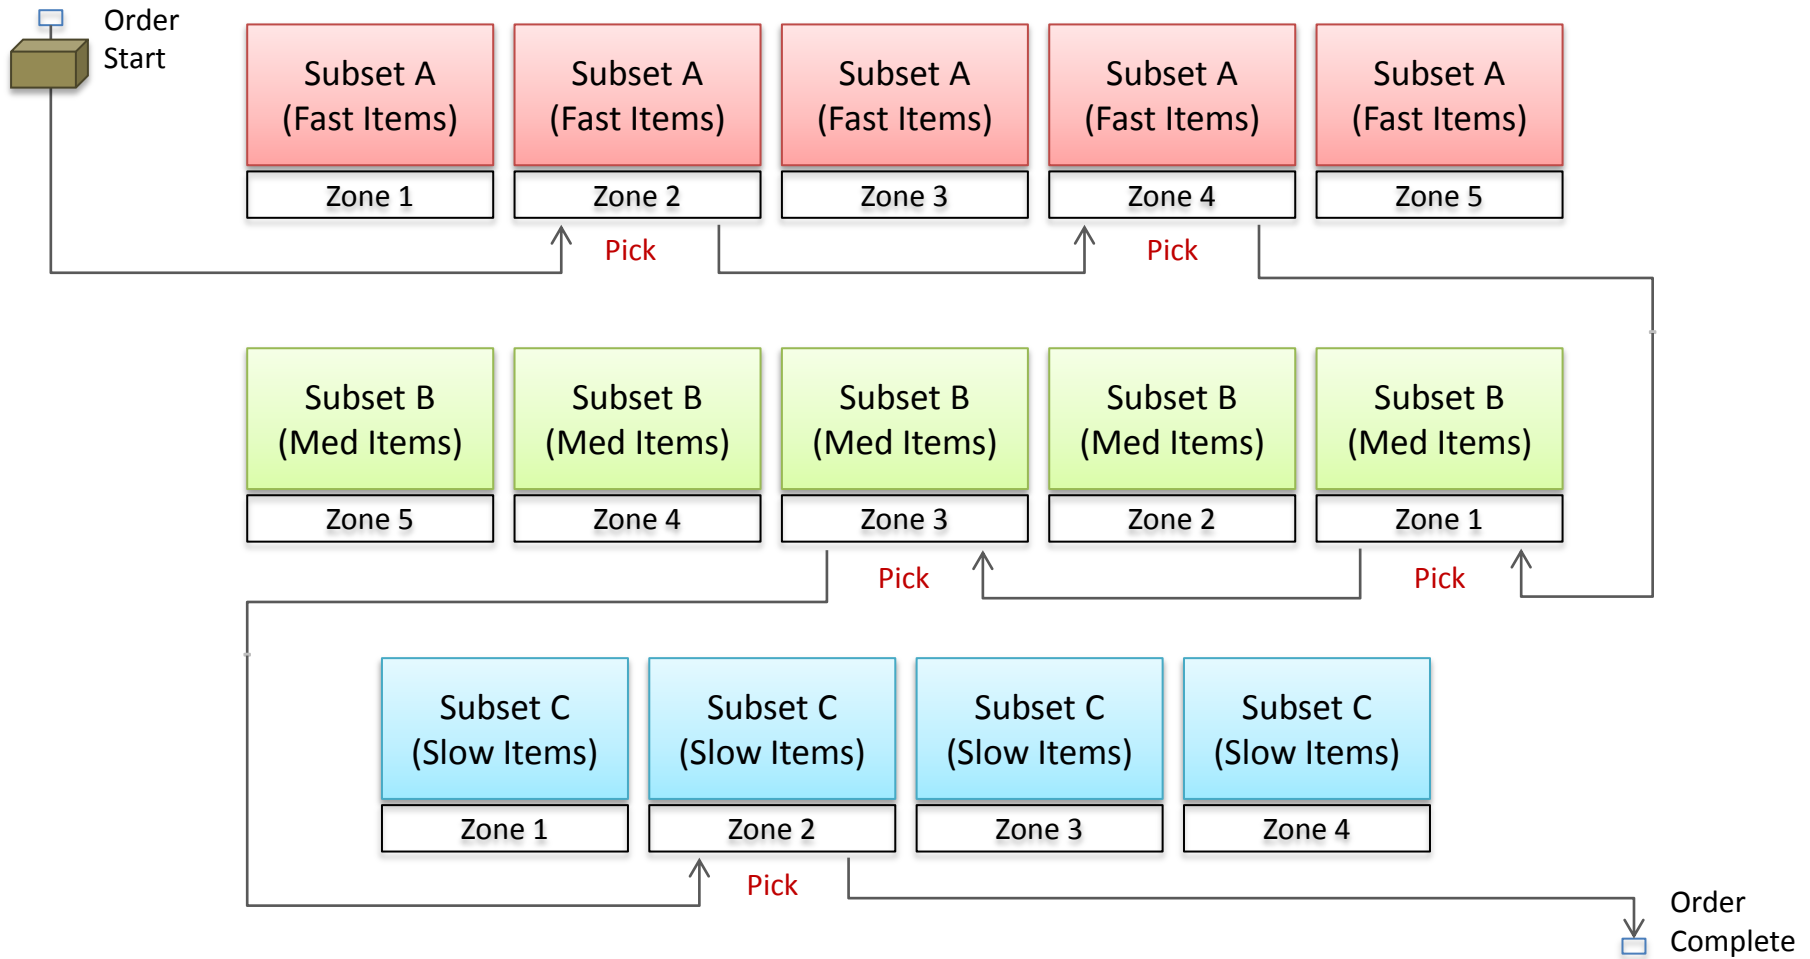 Order
Start
Subset A
(Fast Items)
Zone 1
Subset A
(Fast Items)
Zone 2
Subset A
(Fast Items)
Zone 3
Subset A
(Fast Items)
Zone 4
Subset A
(Fast Items)
Zone 5
Pick
Pick
Subset B
(Med Items)
Zone 5
Subset B
(Med Items)
Zone 4
Subset B
(Med Items)
Zone 3
Subset B
(Med Items)
Zone 2
Subset B
(Med Items)
Zone 1
Pick
Pick
Subset C
(Slow Items)
Zone 1
Subset C
(Slow Items)
Zone 2
Subset C
(Slow Items)
Zone 3
Subset C
(Slow Items)
Zone 4
Pick
Order
Complete